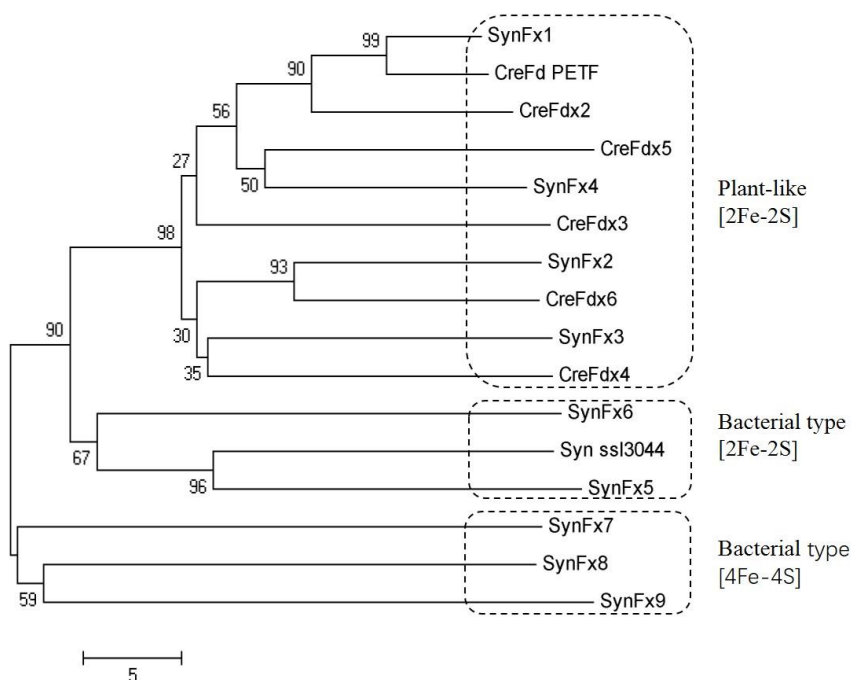 99
SynFx1
CreFd PETF
90
CreFdx2
56
CreFdx5
27
50
SynFx4
Plant-like
[2Fe-2S]
98
CreFdx3
93
SynFx2
CreFdx6
90
30
SynFx3
35
CreFdx4
SynFx6
Bacterial type
[2Fe-2S]
67
Syn ssl3044
96
SynFx5
SynFx7
Bacterial type
[4Fe-4S]
SynFx8
59
SynFx9
5